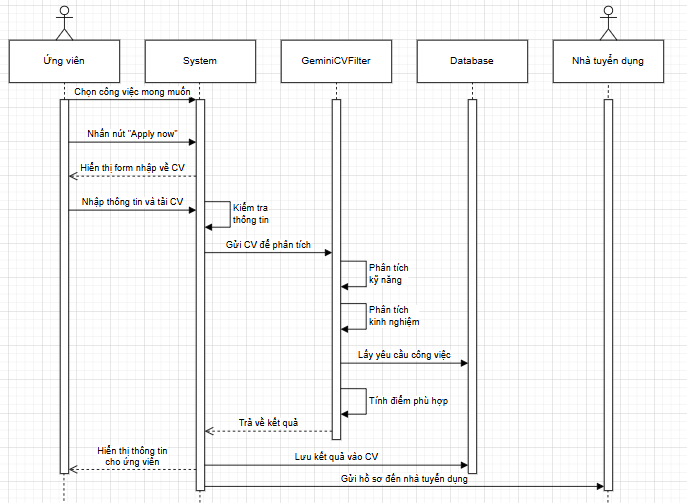 Ứng viên
System
GeminiCVFilter
Database
Nhà tuyển dụng
Chọn công việc mong muốn
Nhấn nút "Apply now"
Hiển thị form nhập về CV
Nhập thông tin và tải CV
Kiểm tra
thông tin
Gửi CV để phân tích
Phân tích
kỹ năng
Phân tích
kinh nghiệm
Lấy yêu cầu công việc
Tính điểm phù hợp
Trả về kết quả
Hiển thị thông tin
cho ứng viên
Lưu kết quả vào CV
Gửi hồ sơ đến nhà tuyển dụng